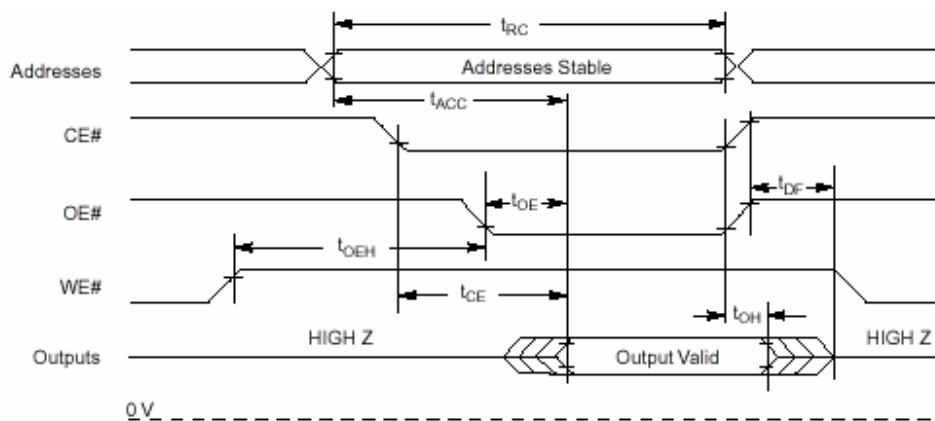 tRC
Addresses
Addresses Stable
tACC
CE#
tDF
tOE
OE#
tOEH
WE#
tCE
tOH
HIGH Z
HIGH Z
Outputs
Output Valid
0 V